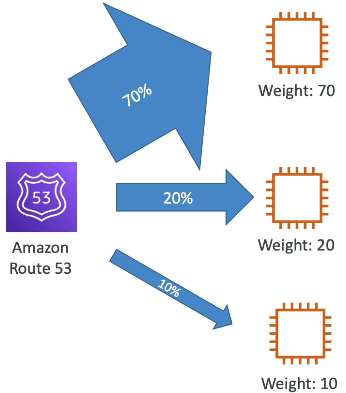 70%
Weight: 70
53
20%
Amazon
Route 53
Weight: 20
10%
Weight: 10